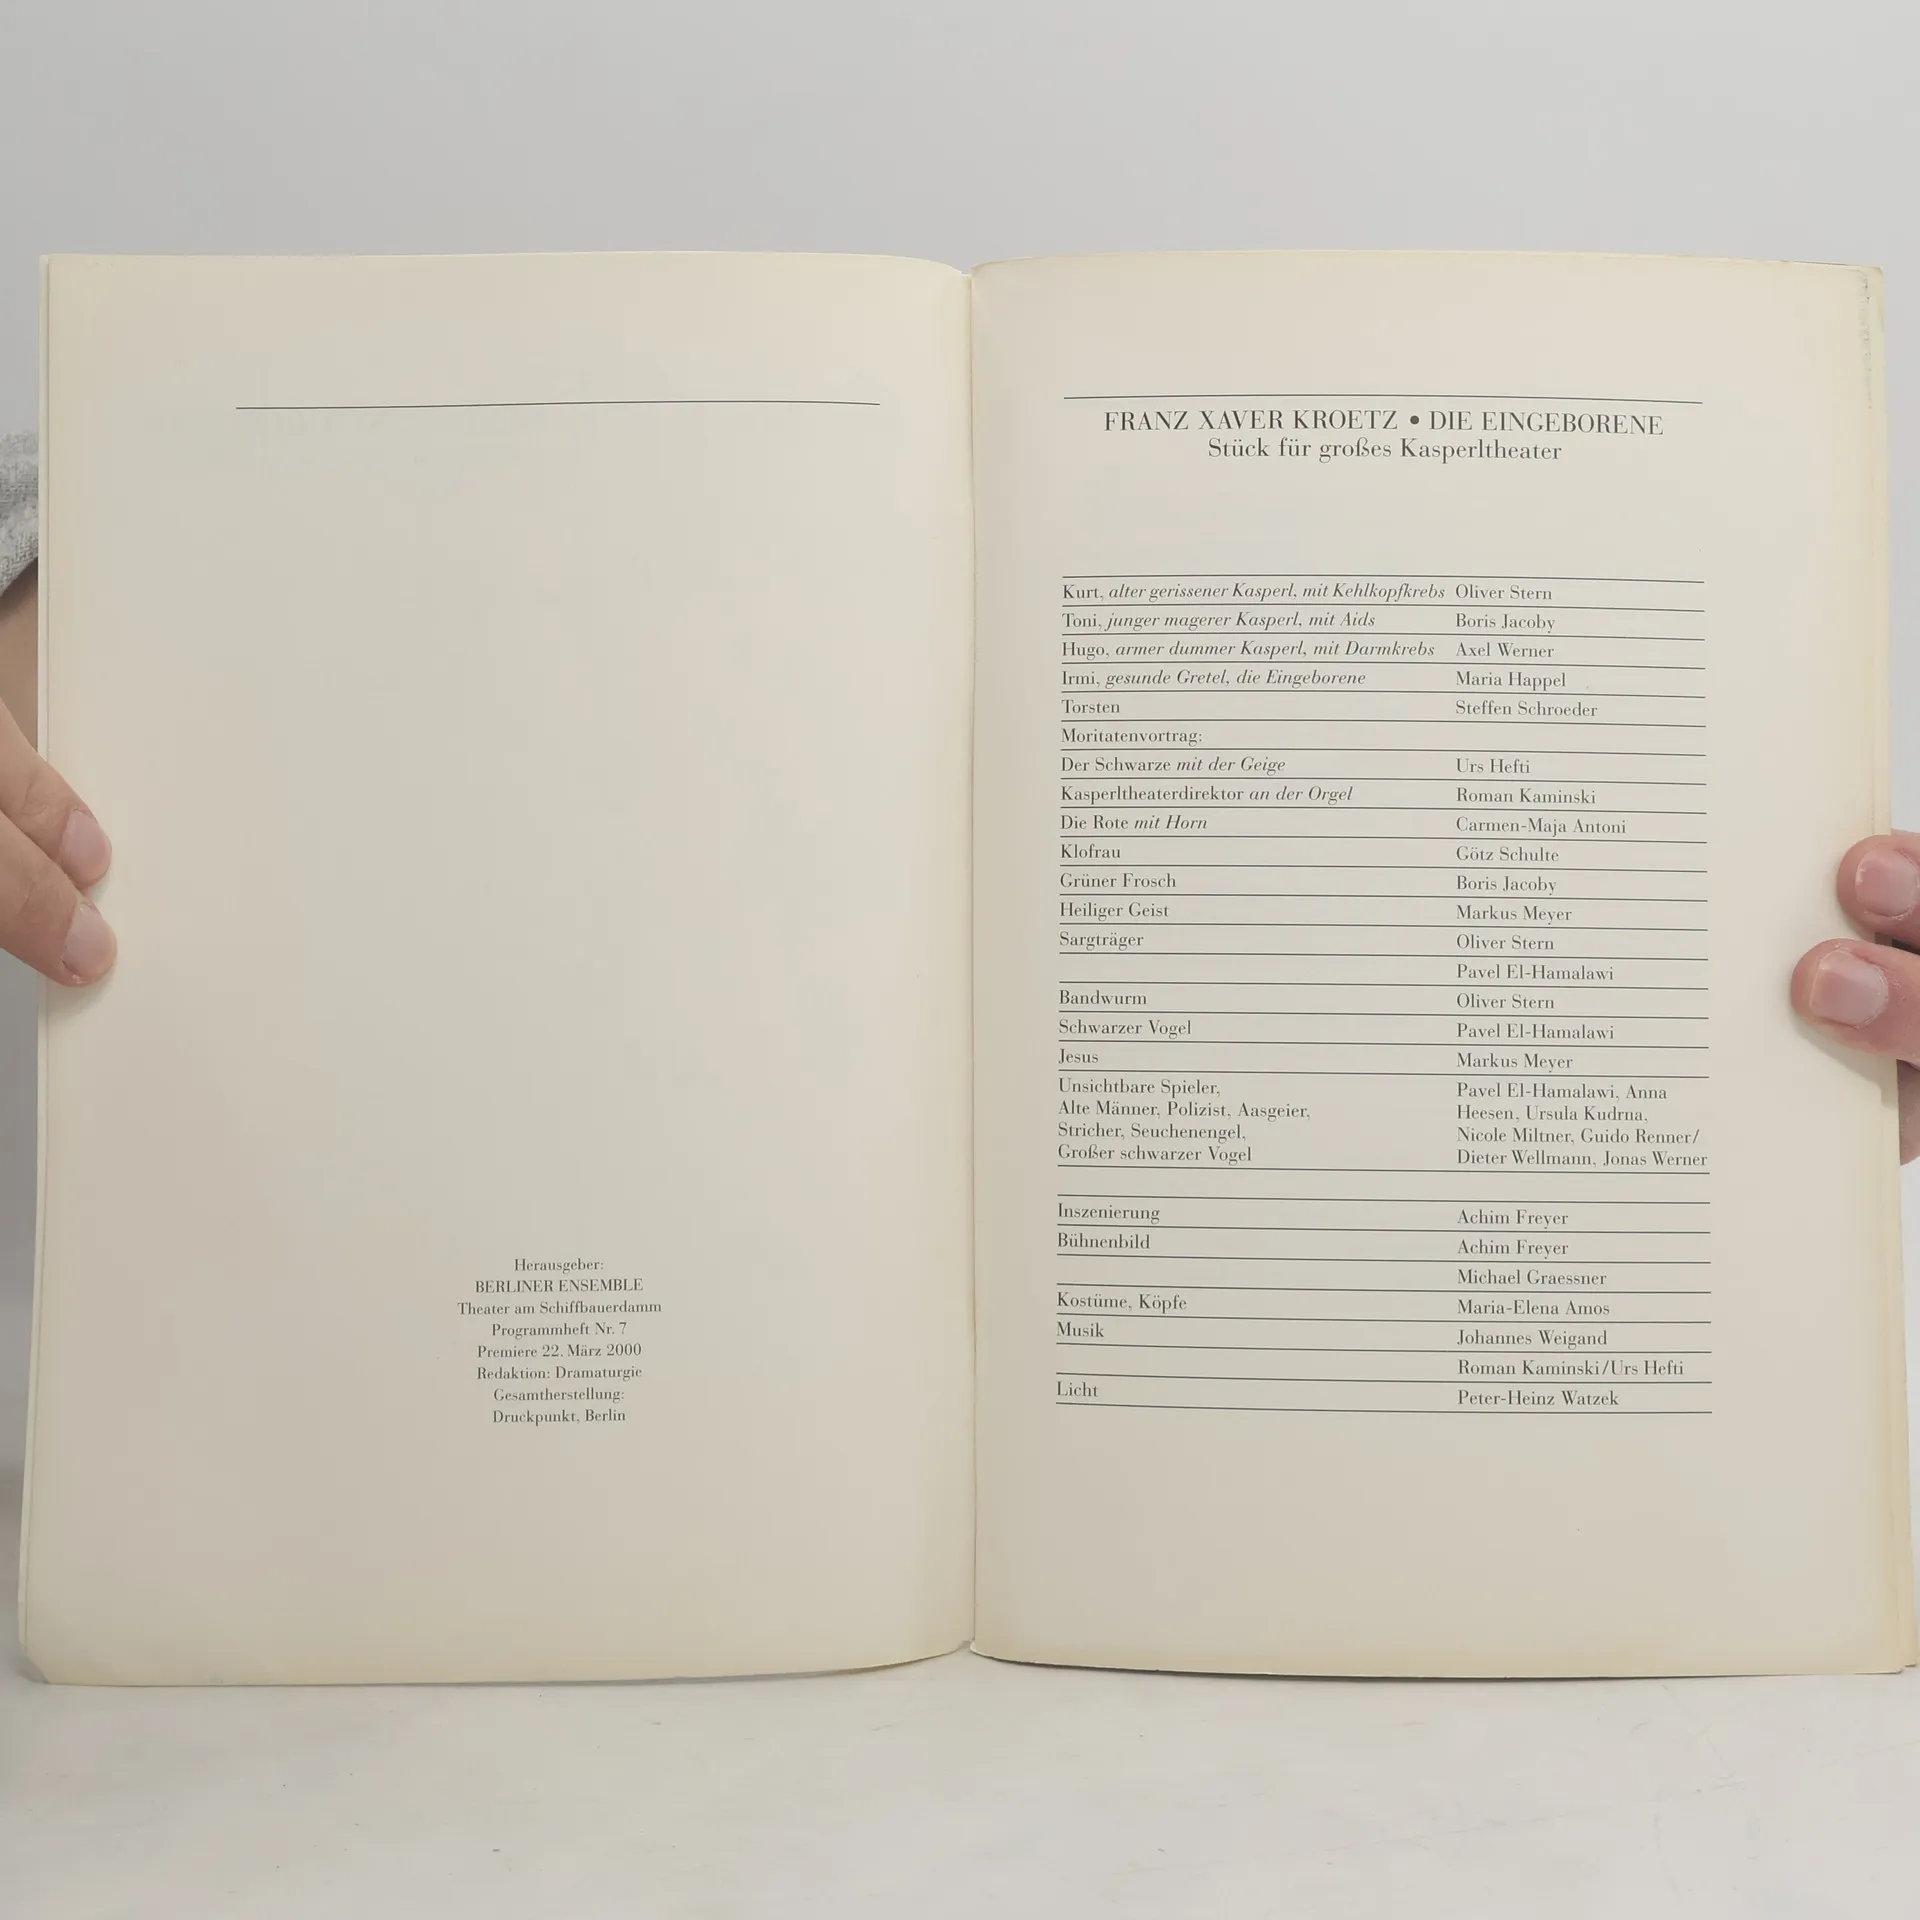 Herausgeber:
BERLINER ENSEMBLE
Theater am Schiffbauerdamm
Programmheft Nr. 7
Premiere 22. März 2000
Redaktion: Dramaturgie
Gesamtherstellung:
Druckpunkt, Berlin
FRANZ XAVER KROETZ • DIE EINGEBORENE
Stück für großes Kasperltheater
Kurt, alter gerissener Kasperl, mit Kehlkopfkrebs Oliver Stern
Toni, junger magerer Kasperl, mit Aids Boris Jacoby
Hugo, armer dummer Kasperl, mit Darmkrebs Axel Werner
Irmi, gesunde Gretel, die Eingeborene Maria Happel
Torsten Steffen Schroeder
Moritatenvortrag:
Der Schwarze mit der Geige Urs Hefti
Kasperltheaterdirektor an der Orgel Roman Kaminski
Die Rote mit Horn Carmen-Maja Antoni
Klofrau Götz Schulte
Grüner Frosch Boris Jacoby
Heiliger Geist Markus Meyer
Sargträger Oliver Stern
Pavel El-Hamalawi
Bandwurm Oliver Stern
Schwarzer Vogel Pavel El-Hamalawi
Jesus Markus Meyer
Unsichtbare Spieler, Pavel El-Hamalawi, Anna
Alte Männer, Polizist, Aasgeier, Heesen, Ursula Kudrna,
Stricher, Seuchenengel, Nicole Miltner, Guido Renner/
Großer schwarzer Vogel Dieter Wellmann, Jonas Werner
Inszenierung Achim Freyer
Bühnenbild Achim Freyer
Michael Graessner
Kostüme, Köpfe Maria-Elena Amos
Musik Johannes Weigand
Roman Kaminski/Urs Hefti
Licht Peter-Heinz Watzek